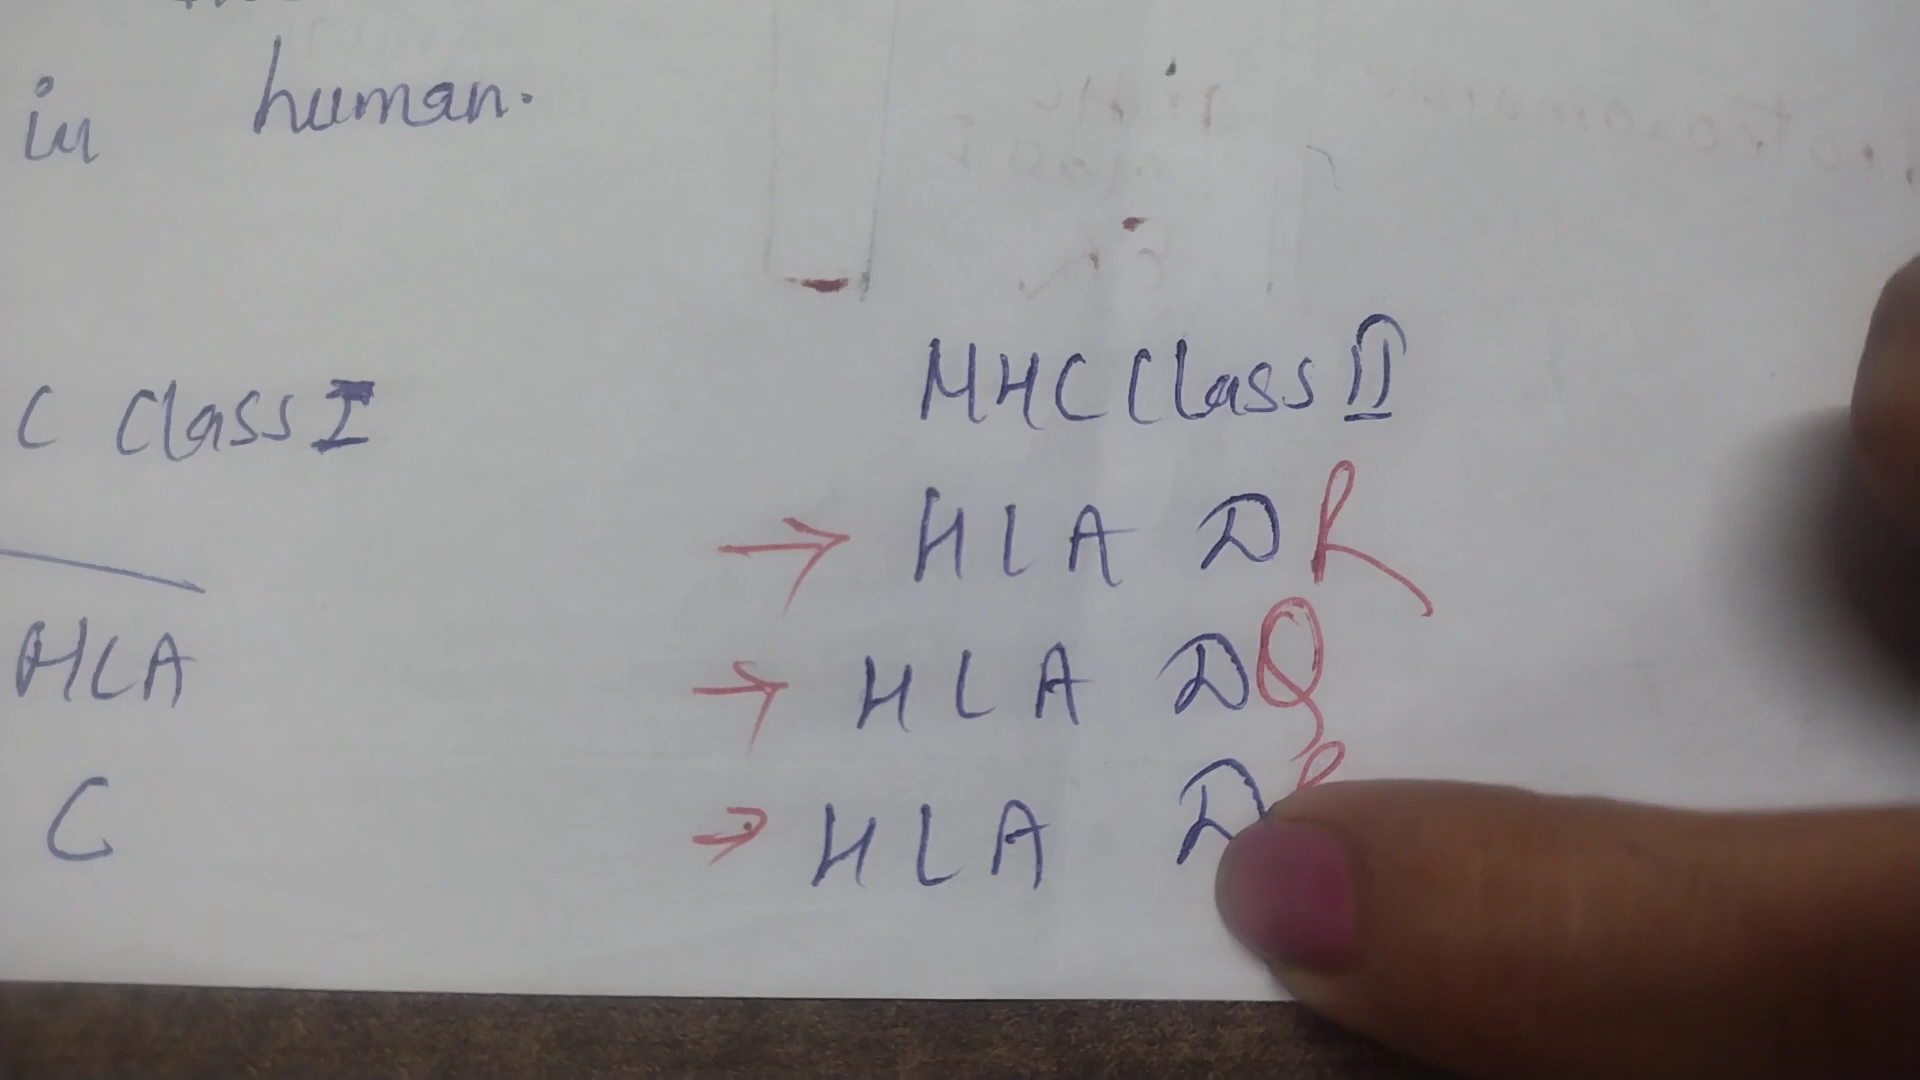 in human.
C Class I
MHC Class II
HLA DR
HLA
HLA DQ
C
HLA D